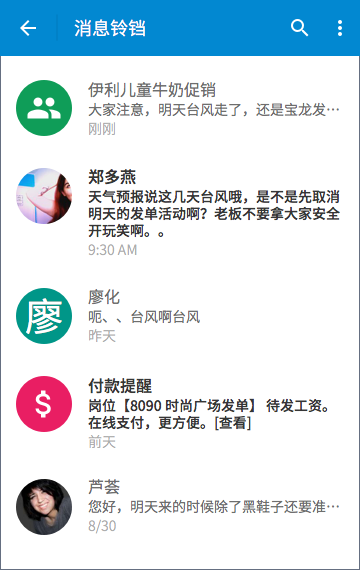 消息铃铛
伊利儿童牛奶促销
大家注意，明天台风走了，还是宝龙发…
刚刚
郑多燕
天气预报说这几天台风哦，是不是先取消
明天的发单活动啊？老板不要拿大家安全
开玩笑啊。。
9:30 AM
廖
廖化
呃、、台风啊台风
昨天
$
付款提醒
岗位【8090 时尚广场发单】 待发工资。
在线支付，更方便。[查看]
前天
芦荟
您好，明天来的时候除了黑鞋子还要准…
8/30